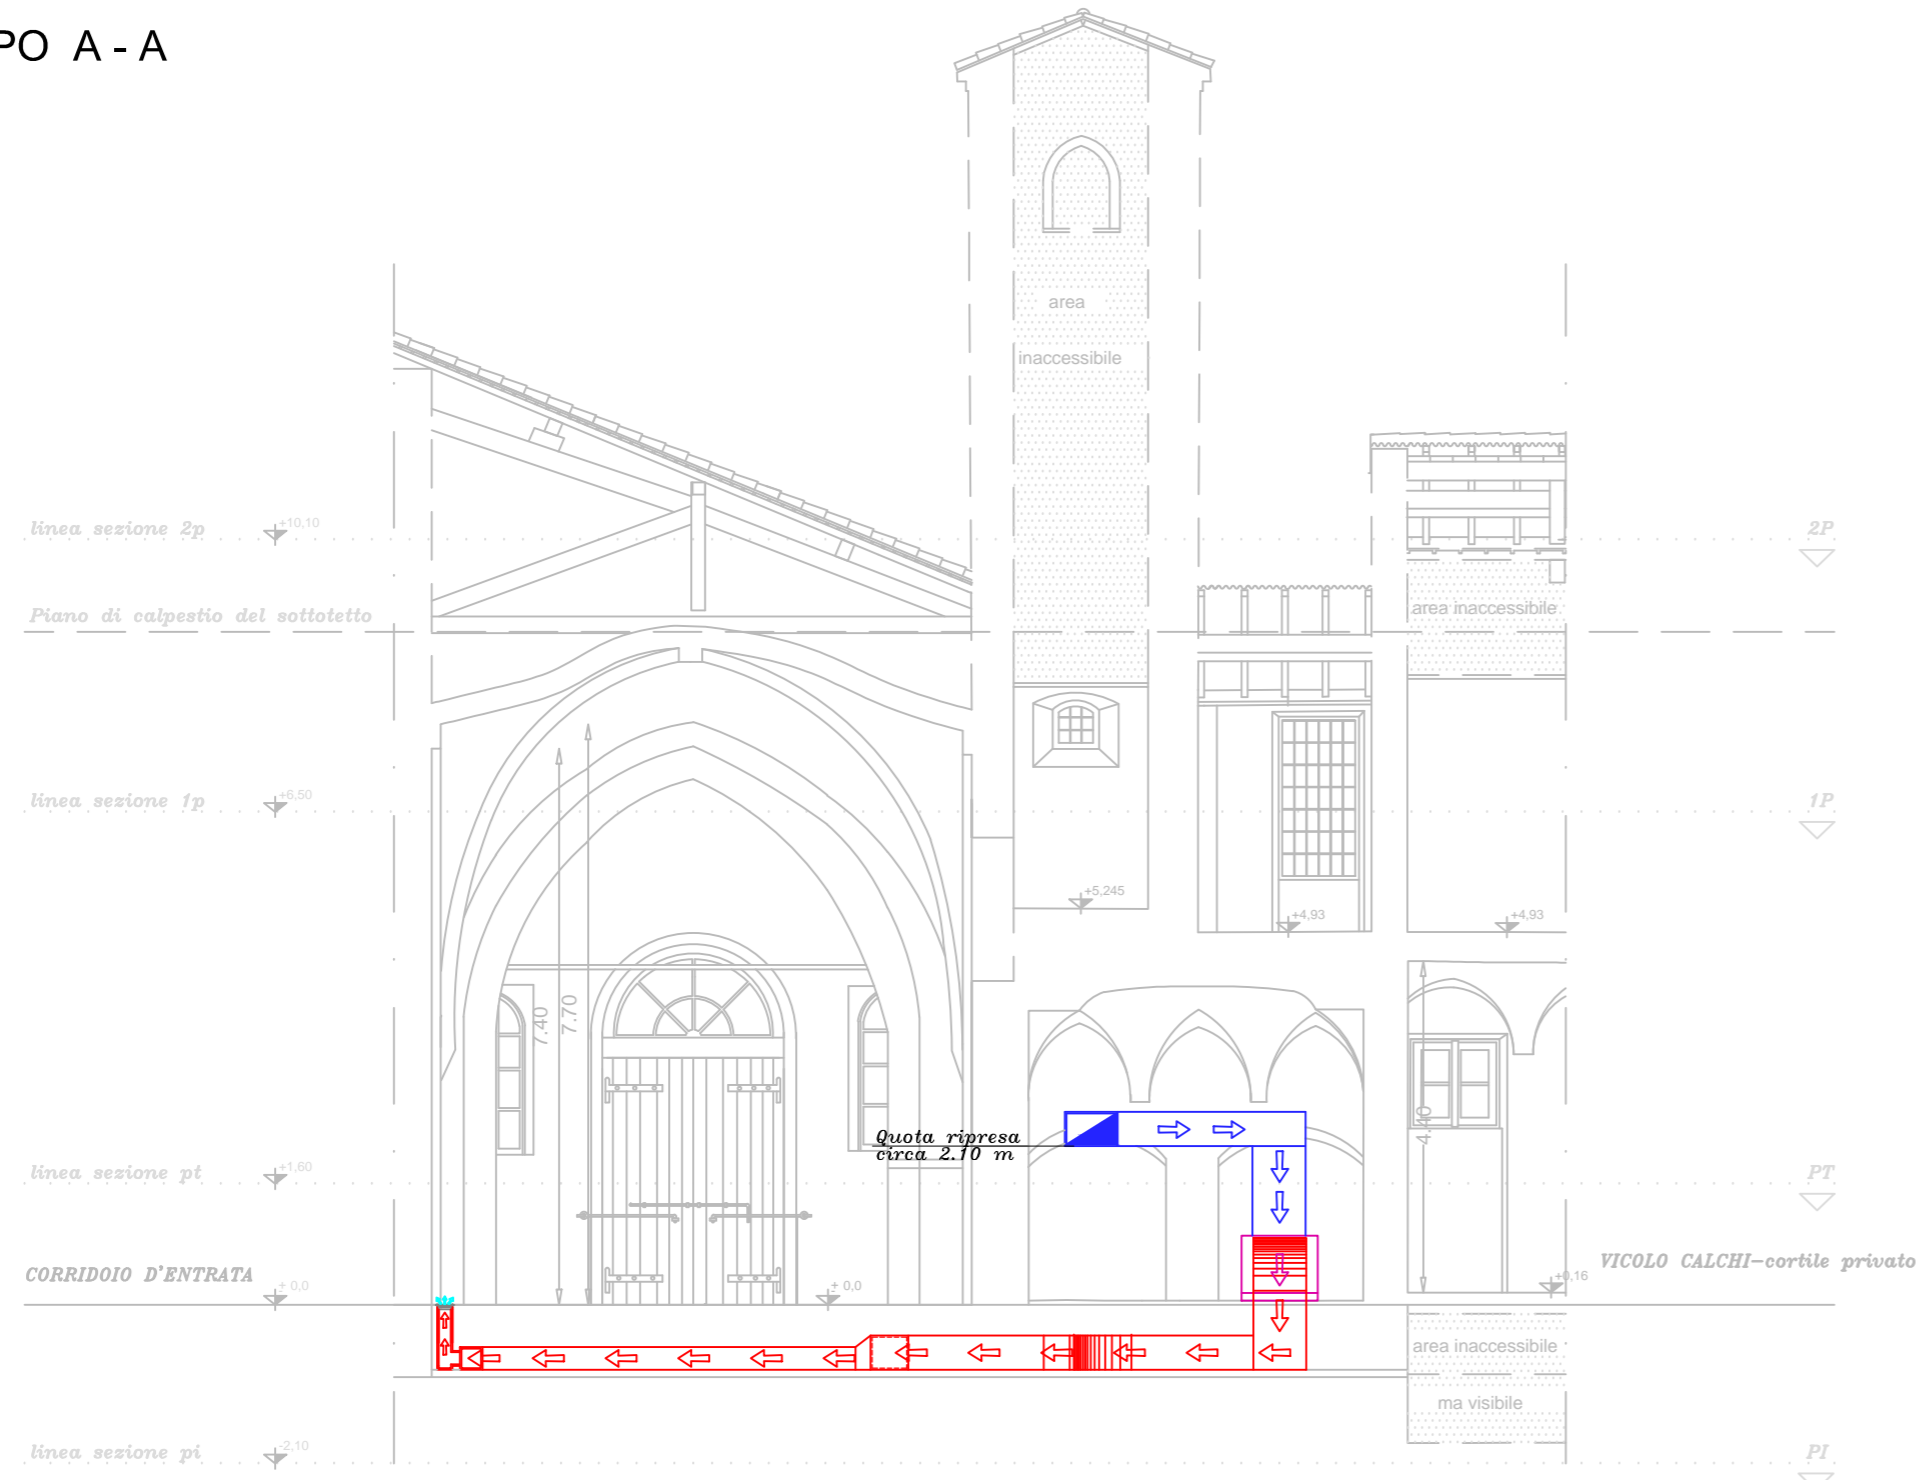 PO A - A
area
inaccessibile
linea sezione 2p
+10,10
2P
Piano di calpestio del sottotetto
area inaccessibile
linea sezione 1p
+6,50
1P
+5,245
+4,93
+4,93
7.40
7.70
4.40
Quota ripresa
circa 2.10 m
linea sezione pt
+1,60
PT
CORRIDOIO D'ENTRATA
± 0,0
± 0,0
+0,16
VICOLO CALCHI-cortile privato
area inaccessibile
ma visibile
linea sezione pi
-2,10
PI